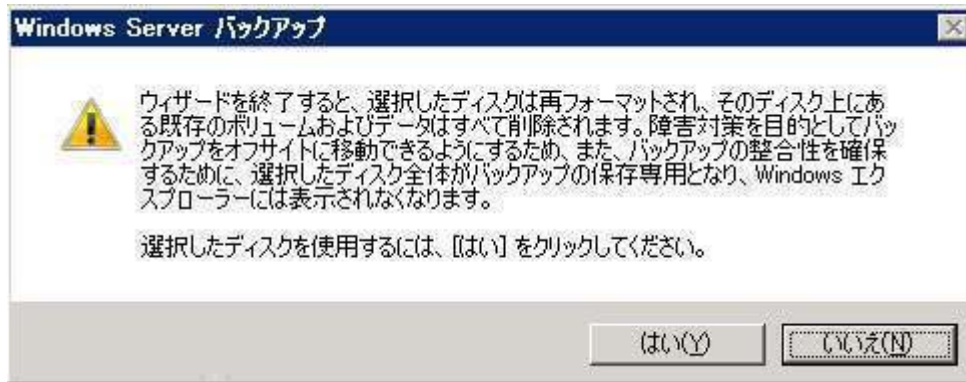 Windows Server バックアップ
ウィザードを終了すると、選択したディスクは再フォーマットされ、そのディスク上にあ
る既存のボリュームおよびデータはすべて削除されます。障害対策を目的としてバッ
クアップをオフサイトに移動できるようにするため、また、バックアップの整合性を確保
するために、選択したディスク全体がバックアップの保存専用となり、Windows エク
スプローラーには表示されなくなります。
選択したディスクを使用するには、[はい] をクリックしてください。
はい(Y)
いいえ(N)